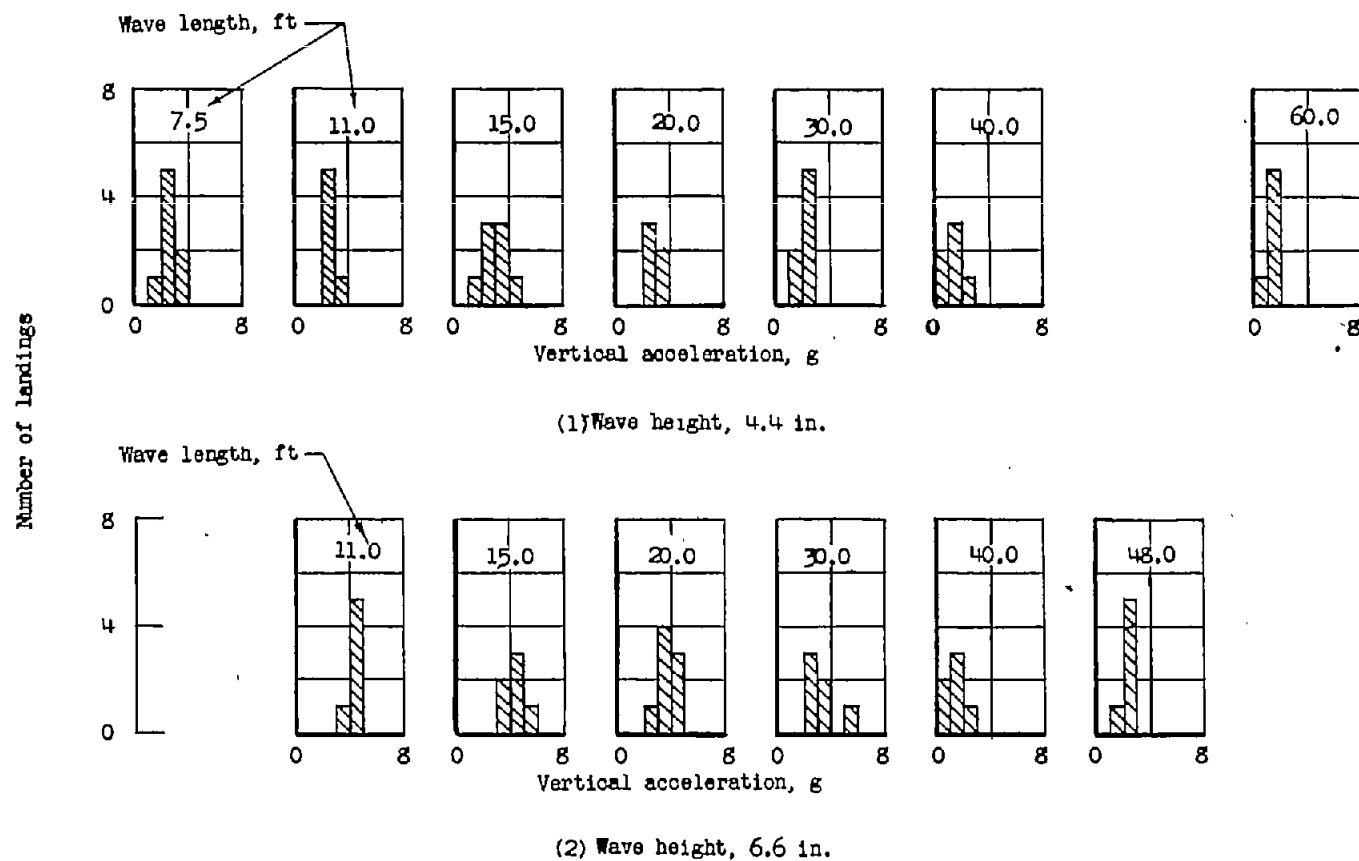 Wave length, ft
8
7.5
11.0
15.0
20.0
30.0
40.0
60.0
4
0
0 8 0 8 0 8 0 8 0 8 0 8 0 8
Vertical acceleration, g
(1) Wave height, 4.4 in.
Number of landings
Wave length, ft
8
11.0
15.0
20.0
30.0
40.0
48.0
4
0
0 8 0 8 0 8 0 8 0 8 0 8
Vertical acceleration, g
(2) Wave height, 6.6 in.